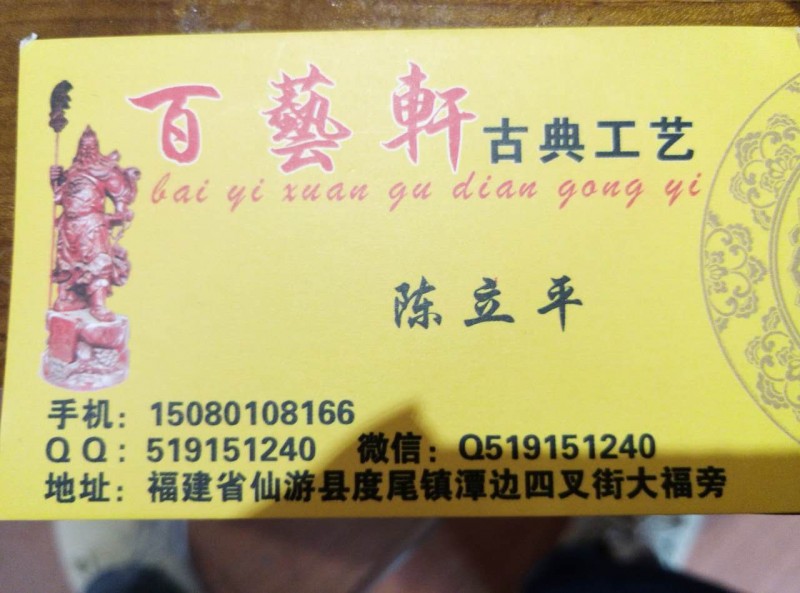 百藝軒古典工艺
bai yi xuan gu dian gong yi
陈立平
手机：15080108166
QQ：519151240 微信：Q519151240
地址：福建省仙游县度尾镇潭边四叉街大福旁